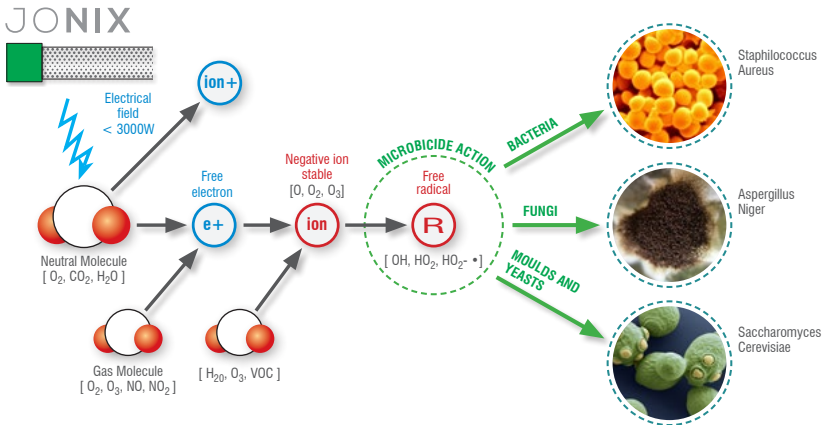 JONIX
Electrical
field
< 3000W
ion+
Neutral Molecule
[ O₂, CO₂, H₂O ]
Free
electron
e+
Negative ion
stable
[O, O₂, O₃]
ion
MICROBICIDE ACTION
Free
radical
R
[ OH, HO₂, HO₂- •]
Gas Molecule
[ O₂, O₃, NO, NO₂ ]
[ H₂₀, O₃, VOC ]
BACTERIA
Staphilococcus
Aureus
FUNGI
Aspergillus
Niger
MOULDS AND
YEASTS
Saccharomyces
Cerevisiae